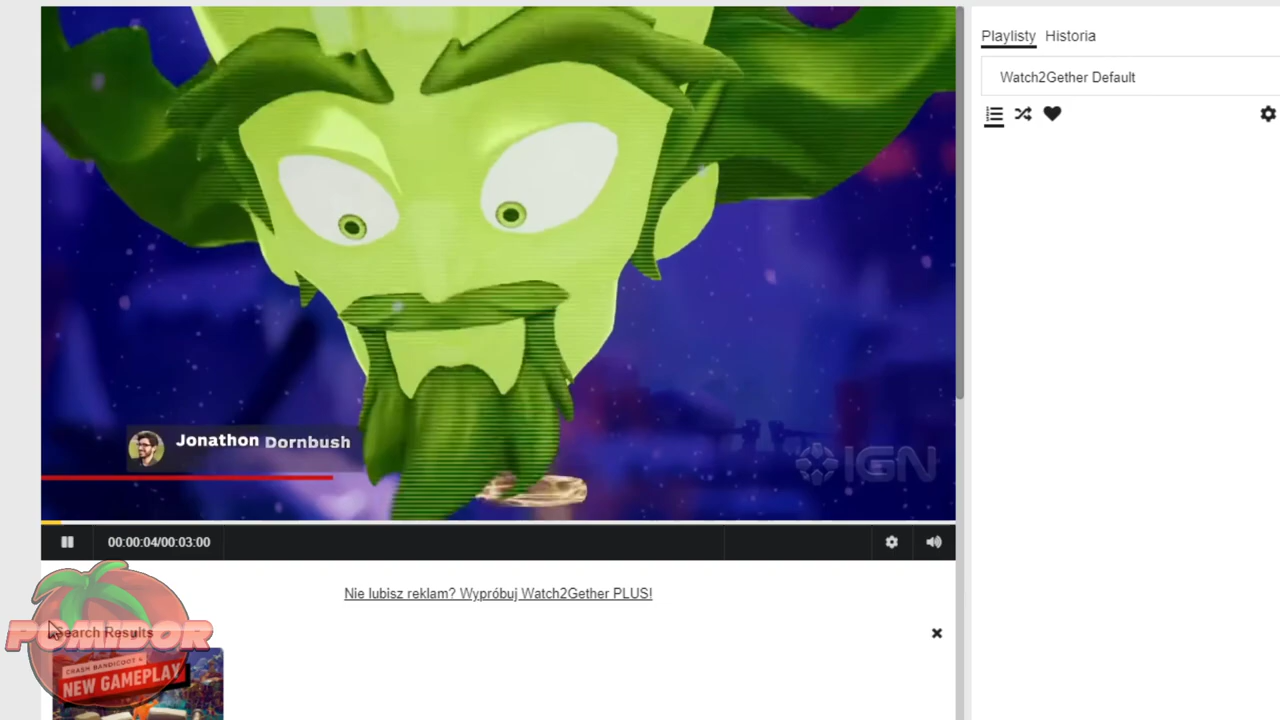 Playlisty Historia
Watch2Gether Default
Jonathon Dornbush
IGN
00:00:04/00:03:00
Nie lubisz reklam? Wypróbuj Watch2Gether PLUS!
Search Results
POMIDOR
CRASH BANDICOOT 4
NEW GAMEPLAY